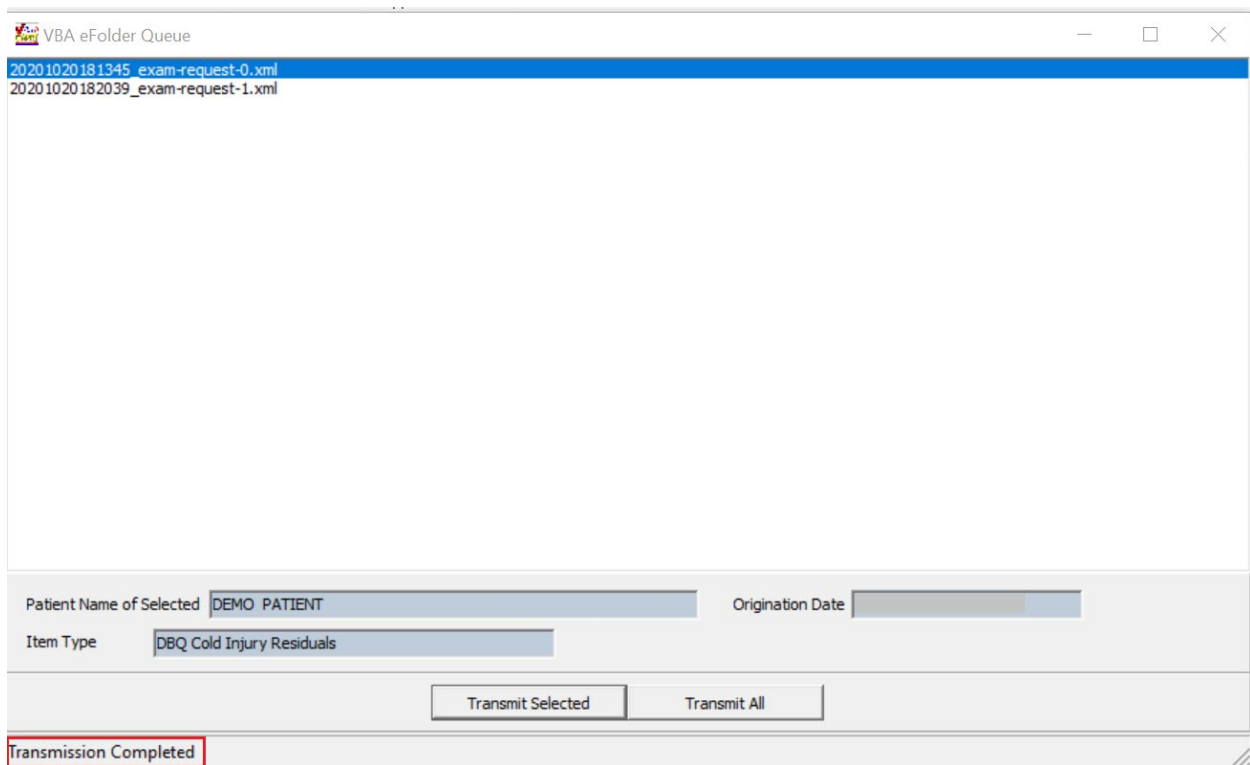 VBA eFolder Queue
20201020181345_exam-request-0.xml
20201020182039_exam-request-1.xml
Patient Name of Selected DEMO PATIENT Origination Date
Item Type DBQ Cold Injury Residuals
Transmit Selected Transmit All
Transmission Completed